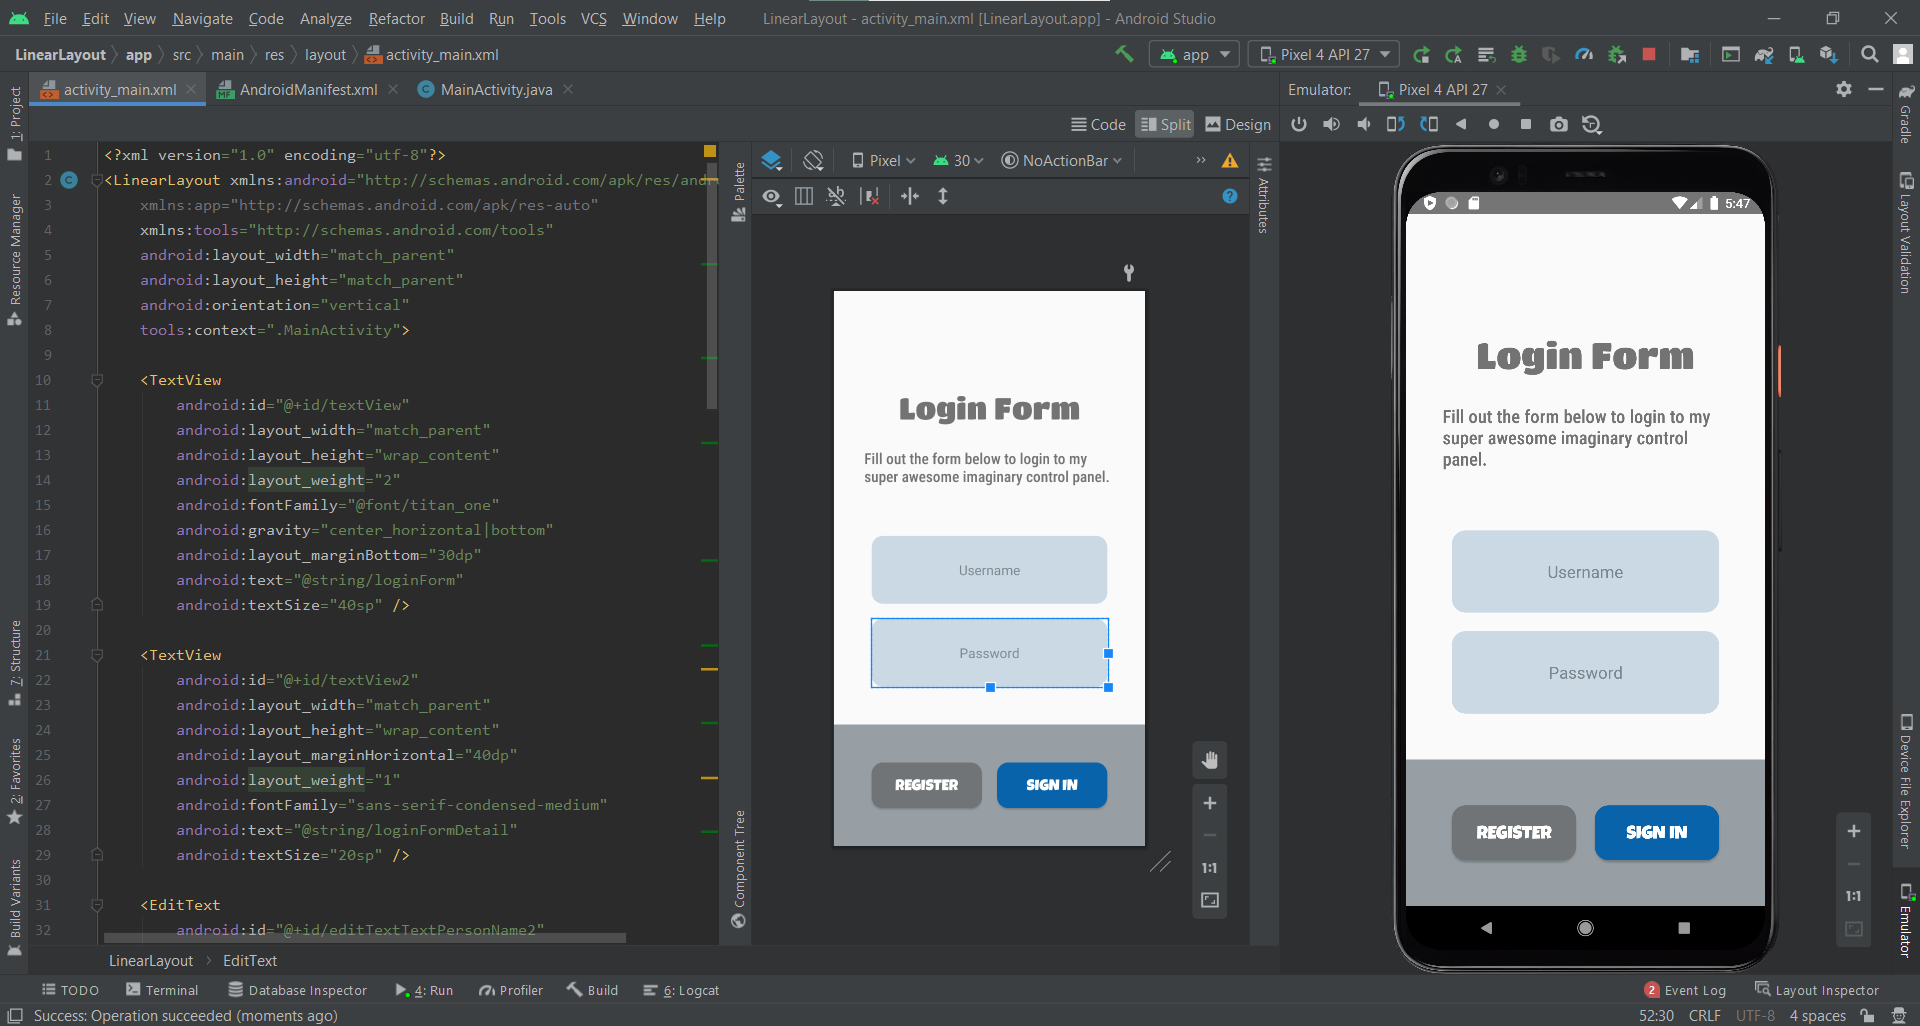 File Edit View Navigate Code Analyze Refactor Build Run Tools VCS Window Help LinearLayout - activity_main.xml [LinearLayout.app] - Android Studio
LinearLayout app src main res layout activity_main.xml app Pixel 4 API 27
activity_main.xml AndroidManifest.xml MainActivity.java Emulator: Pixel 4 API 27
Code Split Design
Pixel 30 NoActionBar
1 <?xml version="1.0" encoding="utf-8"?>
2 <LinearLayout xmlns:android="http://schemas.android.com/apk/res/andr
3 xmlns:app="http://schemas.android.com/apk/res-auto"
4 xmlns:tools="http://schemas.android.com/tools"
5 android:layout_width="match_parent"
6 android:layout_height="match_parent"
7 android:orientation="vertical"
8 tools:context=".MainActivity">
9
10 <TextView
11 android:id="@+id/textView"
12 android:layout_width="match_parent"
13 android:layout_height="wrap_content"
14 android:layout_weight="2"
15 android:fontFamily="@font/titan_one"
16 android:gravity="center_horizontal|bottom"
17 android:layout_marginBottom="30dp"
18 android:text="@string/loginForm"
19 android:textSize="40sp" />
20
21 <TextView
22 android:id="@+id/textView2"
23 android:layout_width="match_parent"
24 android:layout_height="wrap_content"
25 android:layout_marginHorizontal="40dp"
26 android:layout_weight="1"
27 android:fontFamily="sans-serif-condensed-medium"
28 android:text="@string/loginFormDetail"
29 android:textSize="20sp" />
30
31 <EditText
32 android:id="@+id/editTextTextPersonName2"
LinearLayout EditText
1: Project
Resource Manager
7: Structure
2: Favorites
Build Variants
Palette
Component Tree
Attributes
Login Form
Fill out the form below to login to my
super awesome imaginary control panel.
Username
Password
REGISTER SIGN IN
1:1
5:47
Login Form
Fill out the form below to login to my
super awesome imaginary control
panel.
Username
Password
REGISTER SIGN IN
1:1
Gradle
Layout Validation
Device File Explorer
Emulator
TODO Terminal Database Inspector 4: Run Profiler Build 6: Logcat 2 Event Log Layout Inspector
Success: Operation succeeded (moments ago) 52:30 CRLF UTF-8 4 spaces